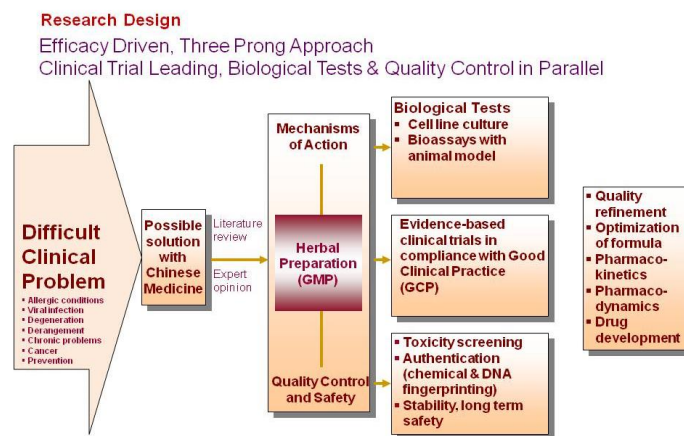 Research Design
Efficacy Driven, Three Prong Approach
Clinical Trial Leading, Biological Tests & Quality Control in Parallel
Difficult
Clinical
Problem
▪ Allergic conditions
▪ Viral infection
▪ Degeneration
▪ Derangement
▪ Chronic problems
▪ Cancer
▪ Prevention
Possible
solution
with
Chinese
Medicine
Literature
review
Expert
opinion
Mechanisms
of Action
Herbal
Preparation
(GMP)
Quality Control
and Safety
Biological Tests
▪ Cell line culture
▪ Bioassays with
animal model
Evidence-based
clinical trials in
compliance with Good
Clinical Practice
(GCP)
▪ Toxicity screening
▪ Authentication
(chemical & DNA
fingerprinting)
▪ Stability, long term
safety
▪ Quality
refinement
▪ Optimization
of formula
▪ Pharmaco-
kinetics
▪ Pharmaco-
dynamics
▪ Drug
development